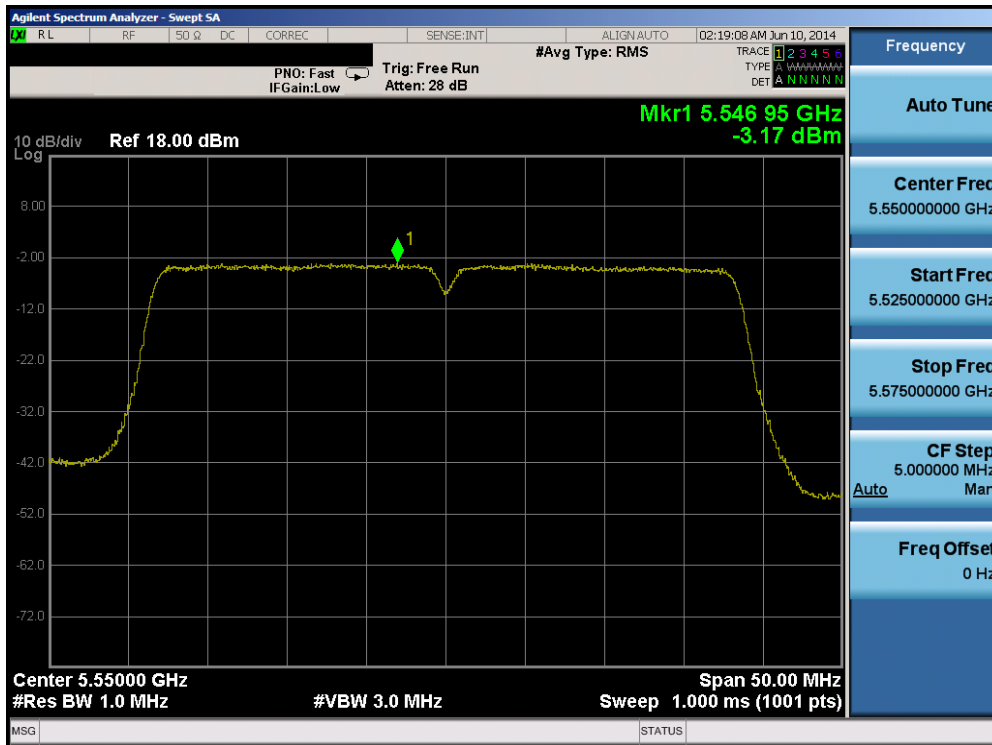 Agilent Spectrum Analyzer - Swept SA
LXI RL RF 50 Ω DC CORREC SENSE:INT ALIGN AUTO 02:19:08 AM Jun 10, 2014
#Avg Type: RMS
TRACE 1 2 3 4 5 6
TYPE A WWWWW
DET A N N N N N
PNO: Fast
IFGain:Low
Trig: Free Run
Atten: 28 dB
Mkr1 5.546 95 GHz
-3.17 dBm
10 dB/div Ref 18.00 dBm
Log
8.00
-2.00
-12.0
-22.0
-32.0
-42.0
-52.0
-62.0
-72.0
1
Center 5.55000 GHz Span 50.00 MHz
#Res BW 1.0 MHz #VBW 3.0 MHz Sweep 1.000 ms (1001 pts)
MSG STATUS
Frequency
Auto Tune
Center Freq
5.550000000 GHz
Start Freq
5.525000000 GHz
Stop Freq
5.575000000 GHz
CF Step
5.000000 MHz
Auto Man
Freq Offset
0 Hz